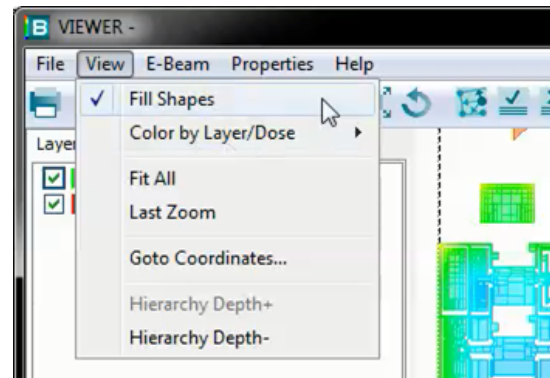 B VIEWER -
File View E-Beam Properties Help
Fill Shapes
Color by Layer/Dose
Fit All
Last Zoom
Goto Coordinates...
Hierarchy Depth+
Hierarchy Depth-